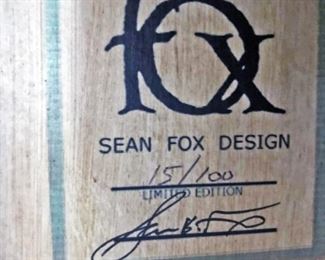 fox
SEAN FOX DESIGN
15/100
LIMITED EDITION